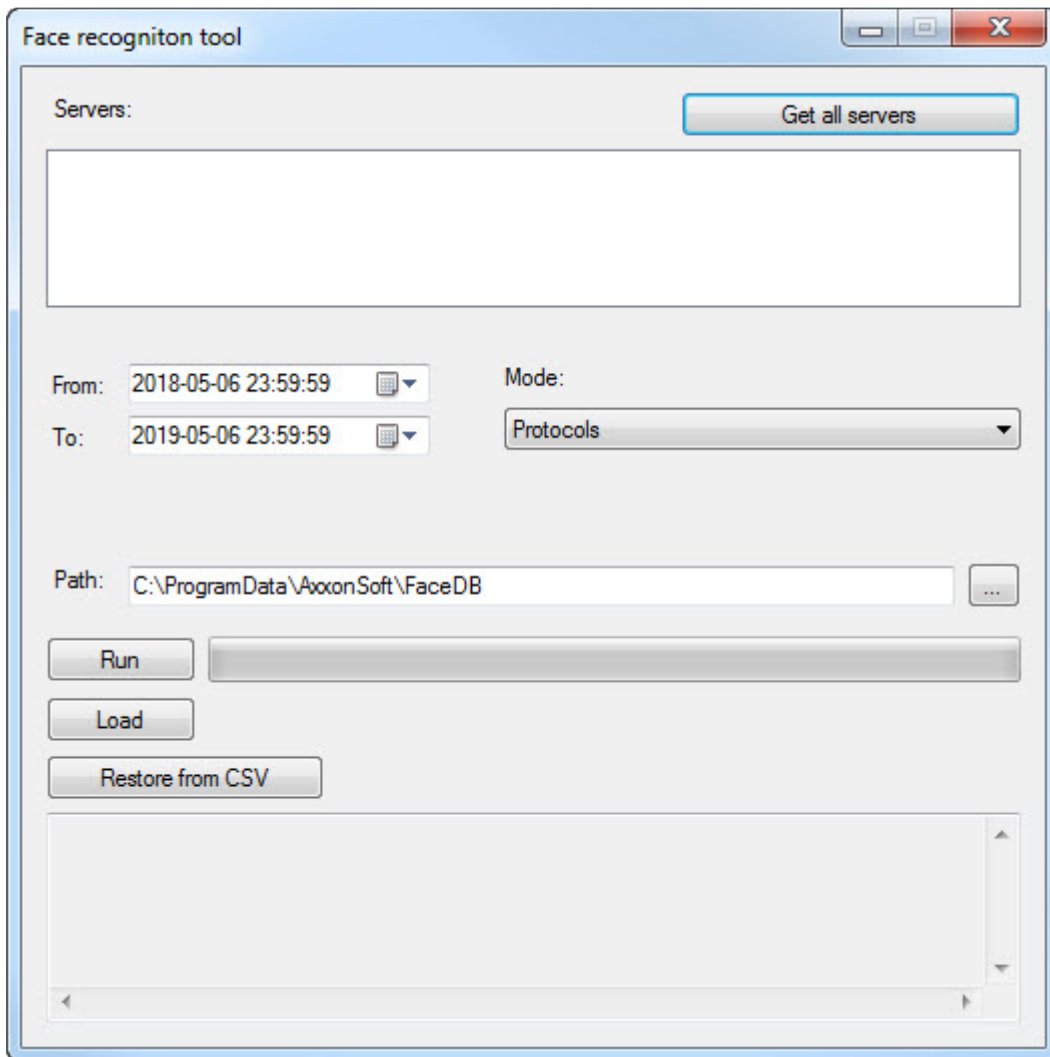 Face recogniton tool
Servers:
Get all servers
From:
2018-05-06 23:59:59
Mode:
To:
2019-05-06 23:59:59
Protocols
Path:
C:\ProgramData\AxxonSoft\FaceDB
...
Run
Load
Restore from CSV